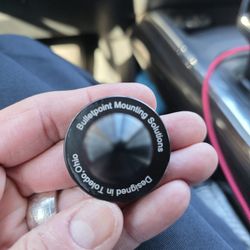 Bulletpoint Mounting Solutions
Designed in Toledo,Ohio